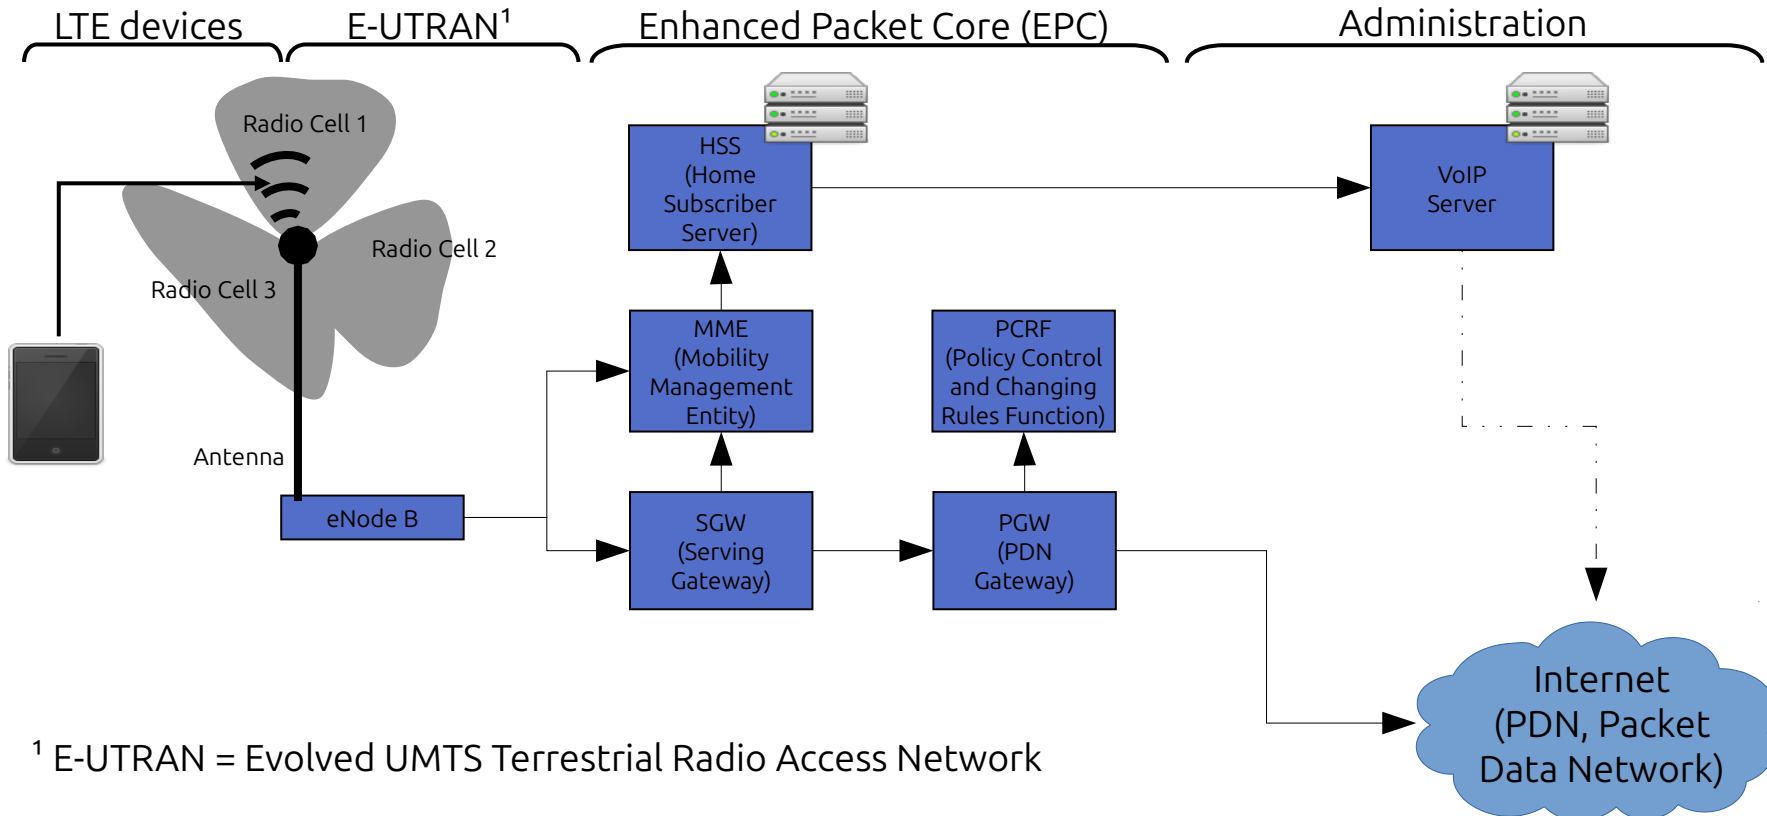 LTE devices
E-UTRAN¹
Enhanced Packet Core (EPC)
Administration
Radio Cell 1
Radio Cell 2
Radio Cell 3
Antenna
eNode B
HSS
(Home
Subscriber
Server)
VoIP
Server
MME
(Mobility
Management
Entity)
PCRF
(Policy Control
and Changing
Rules Function)
SGW
(Serving
Gateway)
PGW
(PDN
Gateway)
Internet
(PDN, Packet
Data Network)
¹ E-UTRAN = Evolved UMTS Terrestrial Radio Access Network